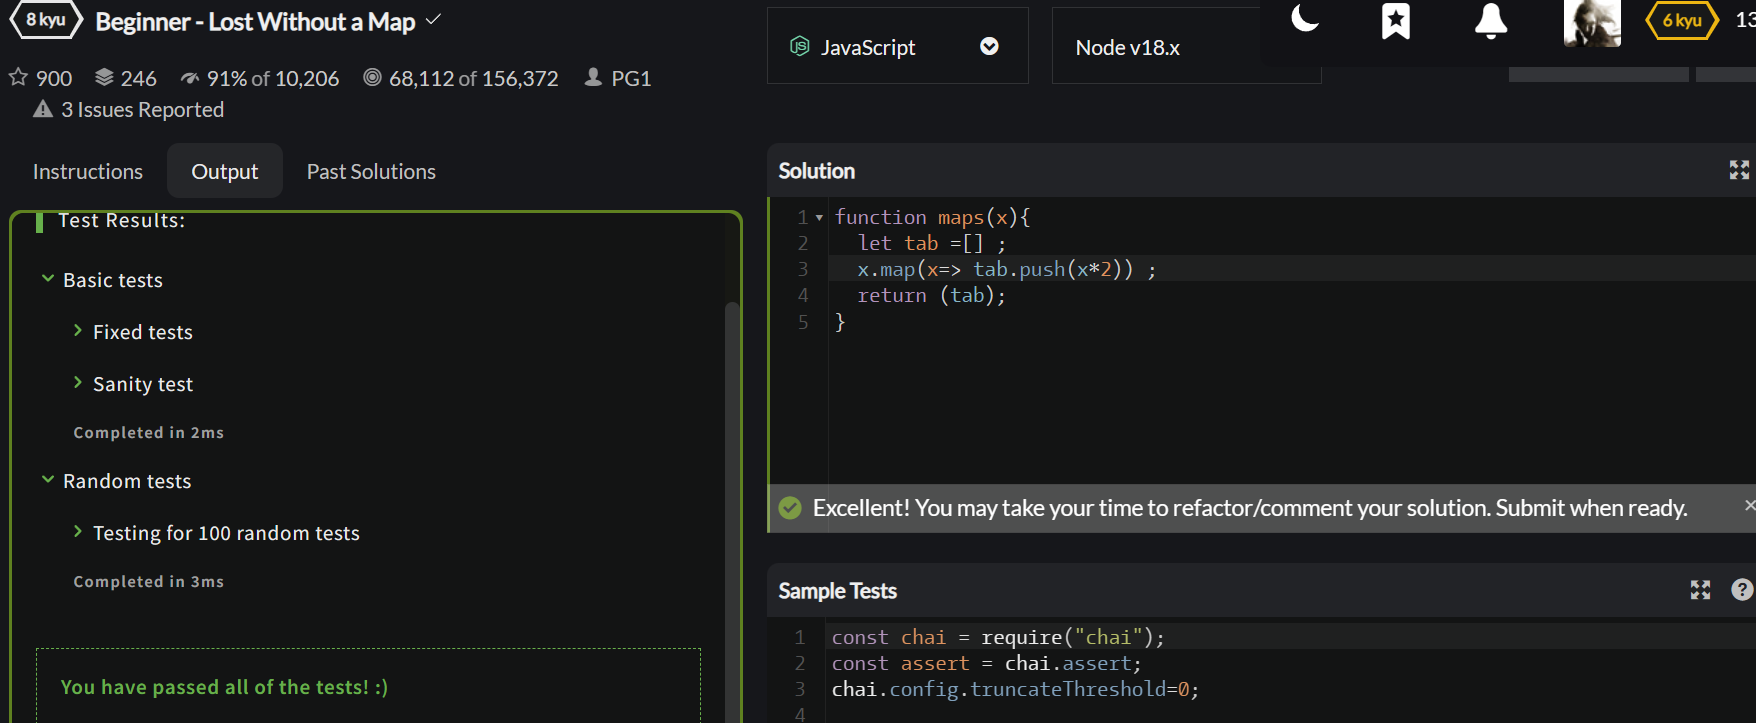 8 kyu Beginner - Lost Without a Map
900 246 91% of 10,206 68,112 of 156,372 PG1
3 Issues Reported
JavaScript
Node v18.x
6 kyu
Instructions Output Past Solutions
Test Results:
Basic tests
Fixed tests
Sanity test
Completed in 2ms
Random tests
Testing for 100 random tests
Completed in 3ms
You have passed all of the tests! :)
Solution
1 function maps(x){
2 let tab =[] ;
3 x.map(x=> tab.push(x*2)) ;
4 return (tab);
5 }
Excellent! You may take your time to refactor/comment your solution. Submit when ready.
Sample Tests
1 const chai = require("chai");
2 const assert = chai.assert;
3 chai.config.truncateThreshold=0;
4